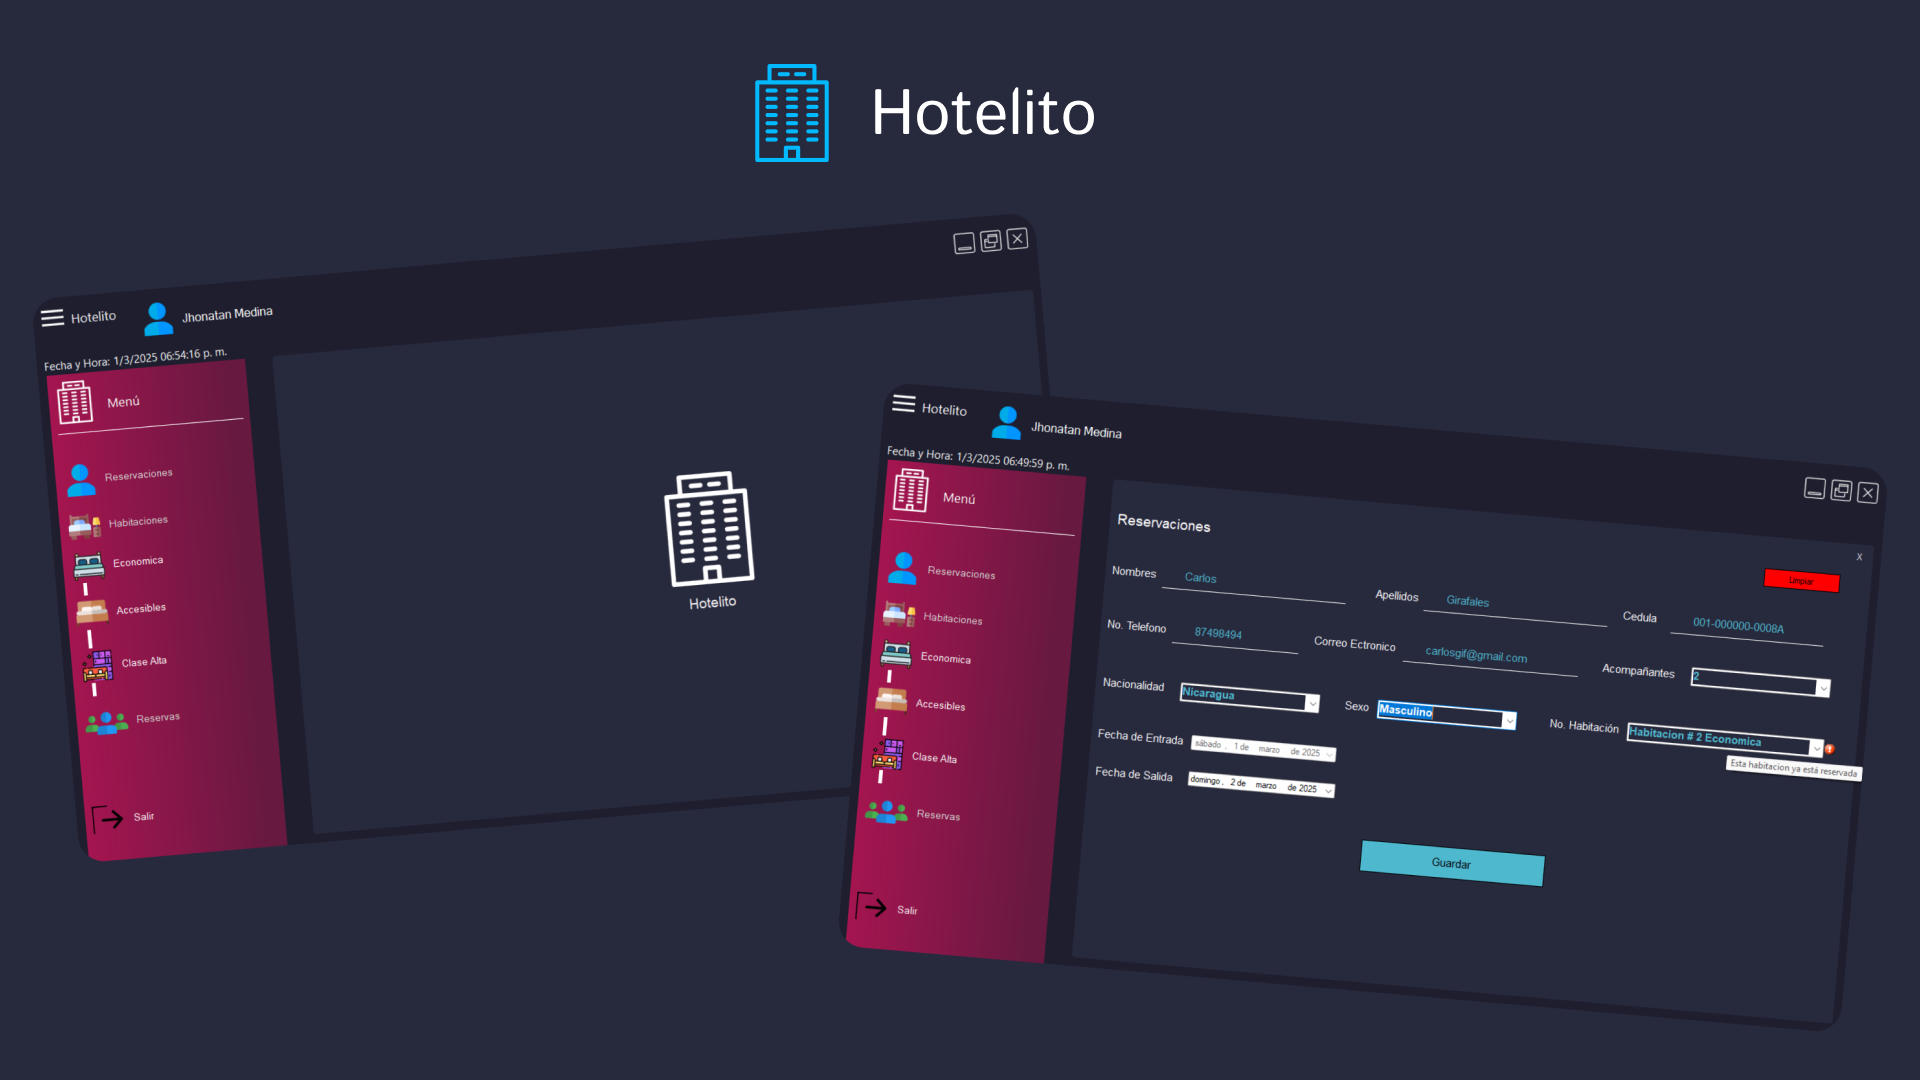 Hotelito
Hotelito
Jhonatan Medina
Fecha y Hora: 1/3/2025 06:54:16 p. m.
Menú
Reservaciones
Habitaciones
Economica
Accesibles
Clase Alta
Reservas
Salir
Hotelito
Hotelito
Jhonatan Medina
Fecha y Hora: 1/3/2025 06:49:59 p. m.
Menú
Reservaciones
Habitaciones
Economica
Accesibles
Clase Alta
Reservas
Salir
Reservaciones
X
Limpiar
Nombres Carlos
Apellidos Girafales
Cedula 001-000000-0008A
No. Telefono 87498494
Correo Ectronico carlosgif@gmail.com
Acompañantes 2
Nacionalidad Nicaragua
Sexo Masculino
No. Habitación Habitacion # 2 Economica
Esta habitacion ya está reservada
Fecha de Entrada sábado , 1 de marzo de 2025
Fecha de Salida domingo , 2 de marzo de 2025
Guardar